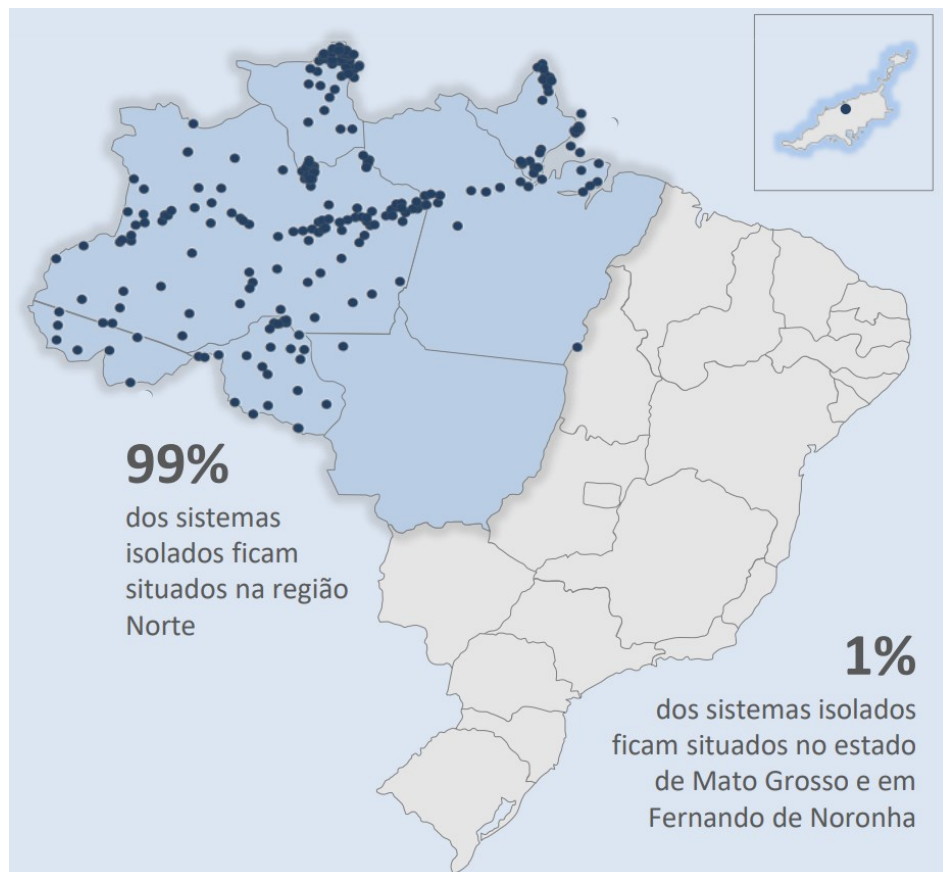 99%
dos sistemas
isolados ficam
situados na região
Norte
1%
dos sistemas isolados
ficam situados no estado
de Mato Grosso e em
Fernando de Noronha